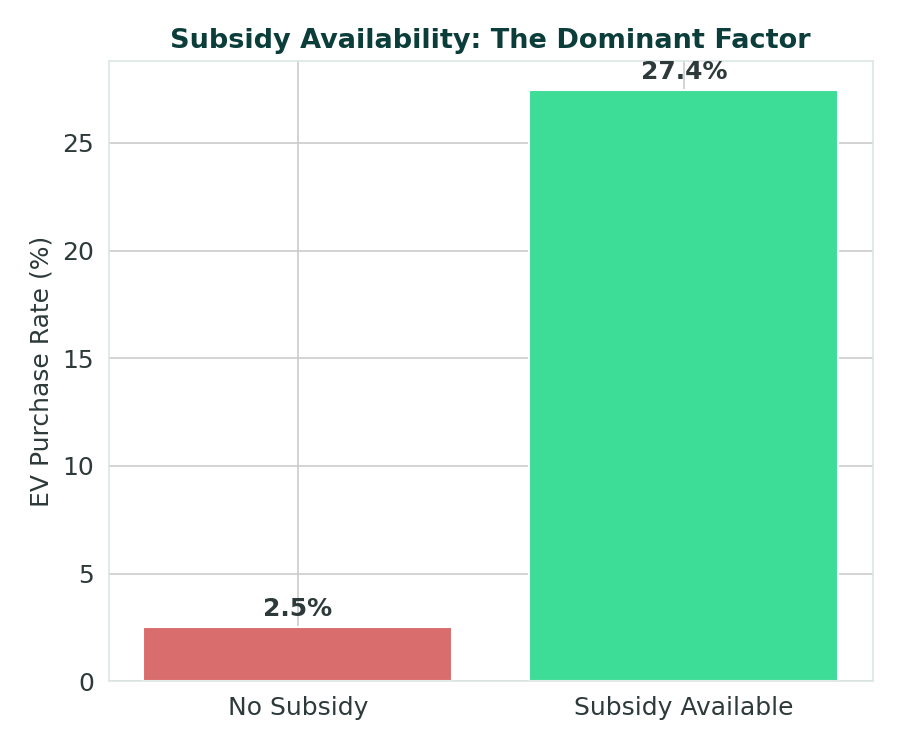 Subsidy Availability: The Dominant Factor
27.4%
25
20
15
10
5
0
EV Purchase Rate (%)
2.5%
No Subsidy
Subsidy Available